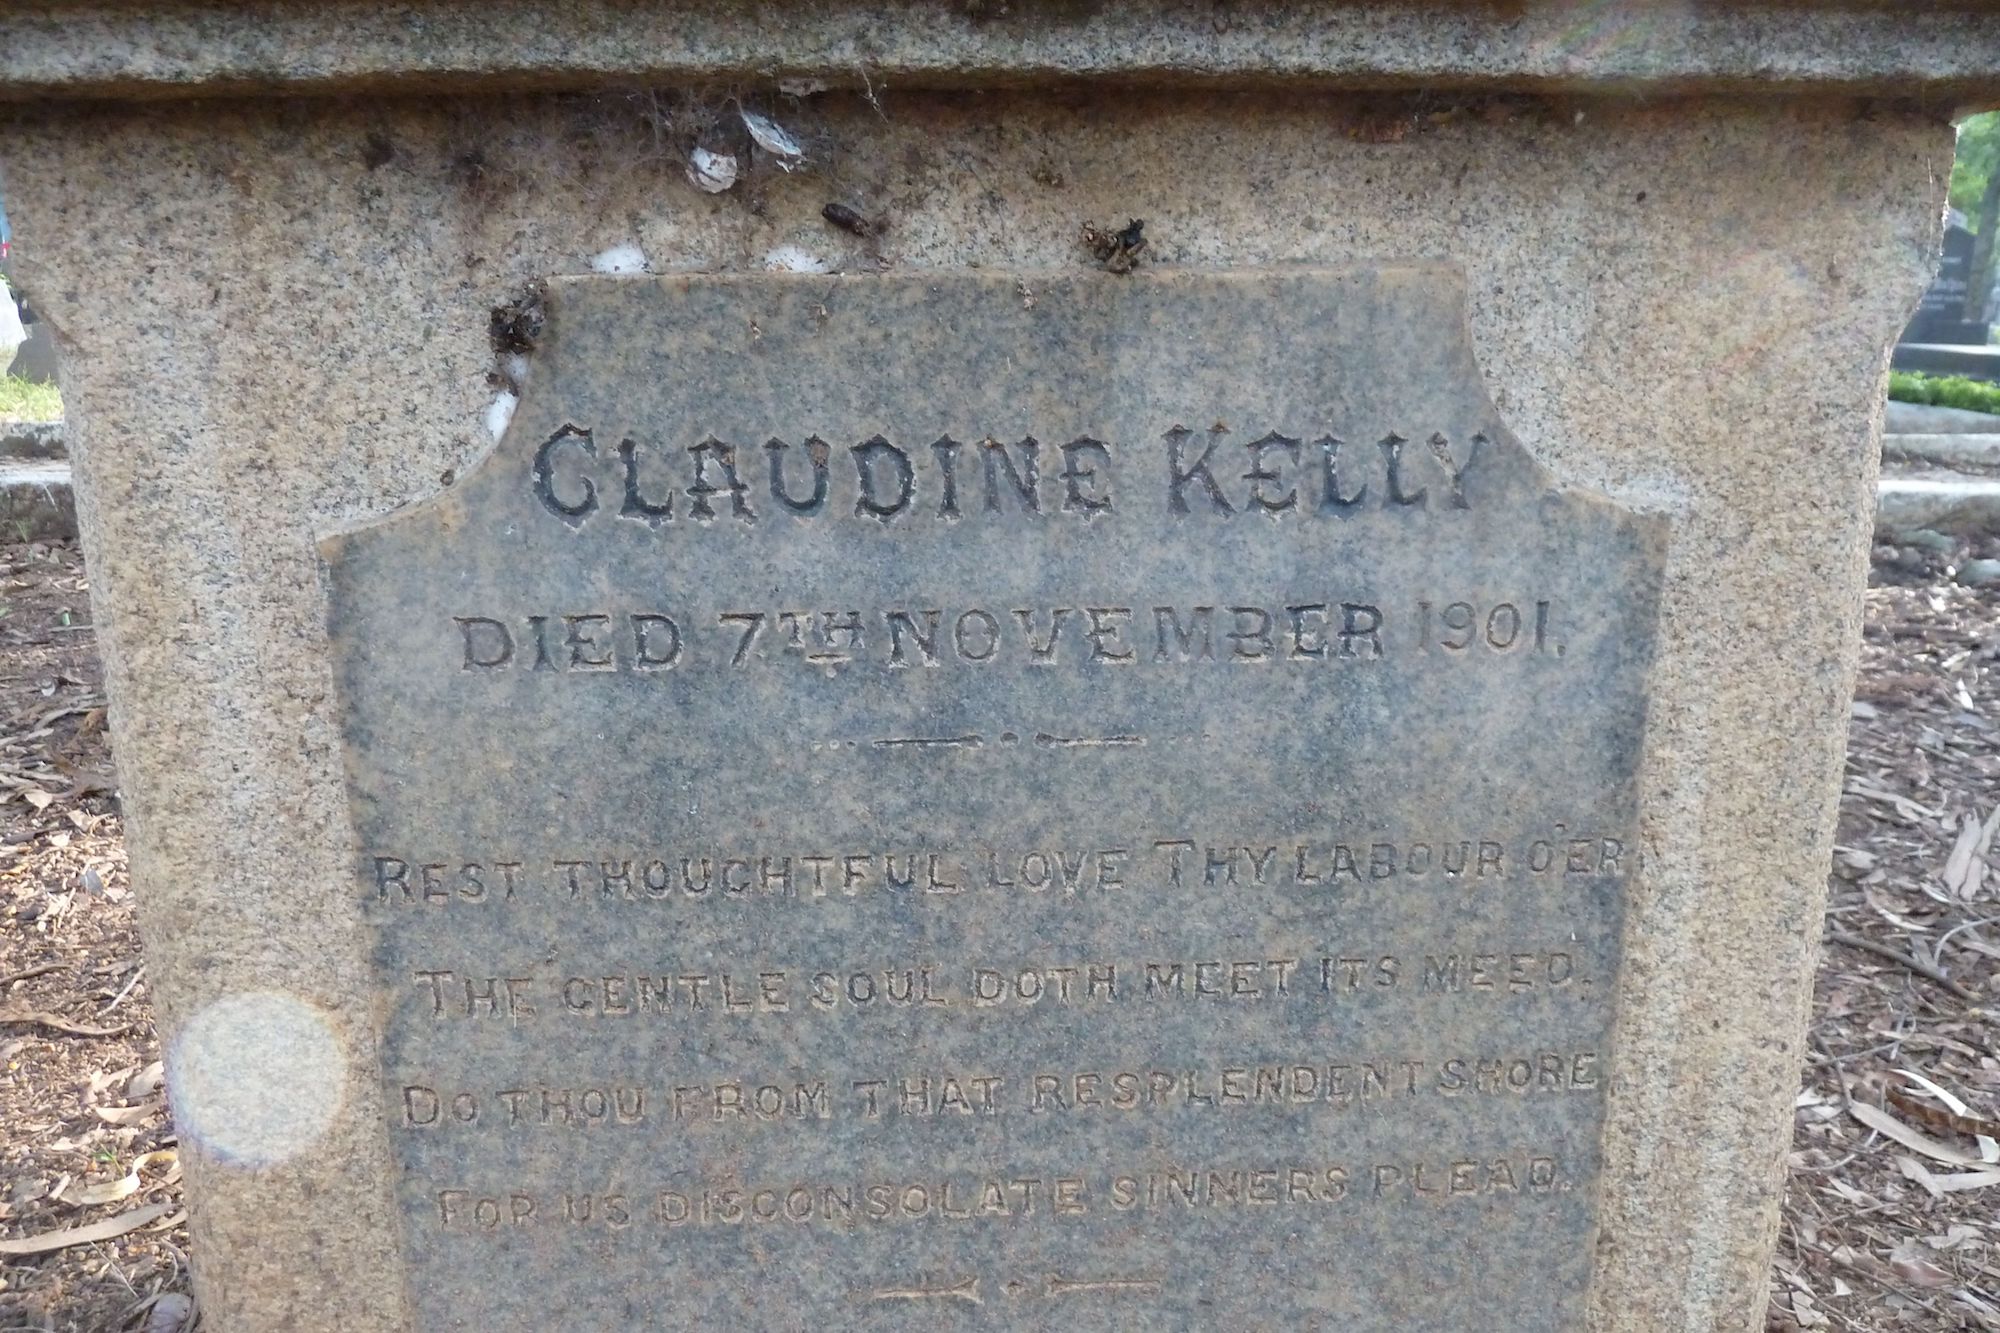 CLAUDINE KELLY
DIED 7TH NOVEMBER 1901.
REST THOUGHTFUL LOVE THY LABOUR O'ER
THE GENTLE SOUL DOTH MEET ITS MEED.
DO THOU FROM THAT RESPLENDENT SHORE,
FOR US DISCONSOLATE SINNERS PLEAD.